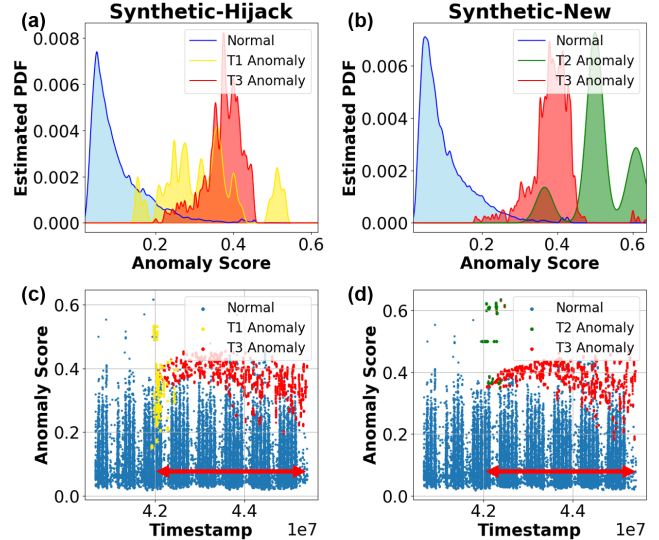 (a) Synthetic-Hijack
Estimated PDF
0.008
0.006
0.004
0.002
0.000
Normal
T1 Anomaly
T3 Anomaly
0.2 0.4 0.6
Anomaly Score
(b) Synthetic-New
Estimated PDF
0.006
0.004
0.002
0.000
Normal
T2 Anomaly
T3 Anomaly
0.2 0.4 0.6
Anomaly Score
(c)
Anomaly Score
0.6
0.4
0.2
0.0
Normal
T1 Anomaly
T3 Anomaly
4.2 4.4
Timestamp 1e7
(d)
Anomaly Score
0.6
0.4
0.2
0.0
Normal
T2 Anomaly
T3 Anomaly
4.2 4.4
Timestamp 1e7